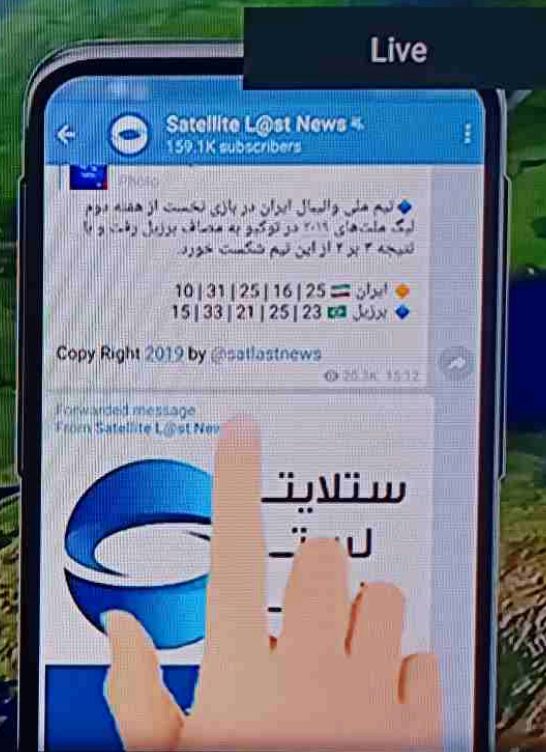 Live
Satellite L@st News
159.1K subscribers
Photo
تیم ملی والیبال ایران در بازی نخست از هفته دوم
لیگ ملت‌های ۲۰۱۹ در توکیو به مصاف برزیل رفت و با
نتیجه ۳ بر ۲ از این تیم شکست خورد.
ایران 25 | 16 | 25 | 31 | 10
برزیل 23 | 25 | 21 | 33 | 15
Copy Right 2019 by @satlastnews
15:12
Forwarded message
From Satellite L@st New
ستلایت